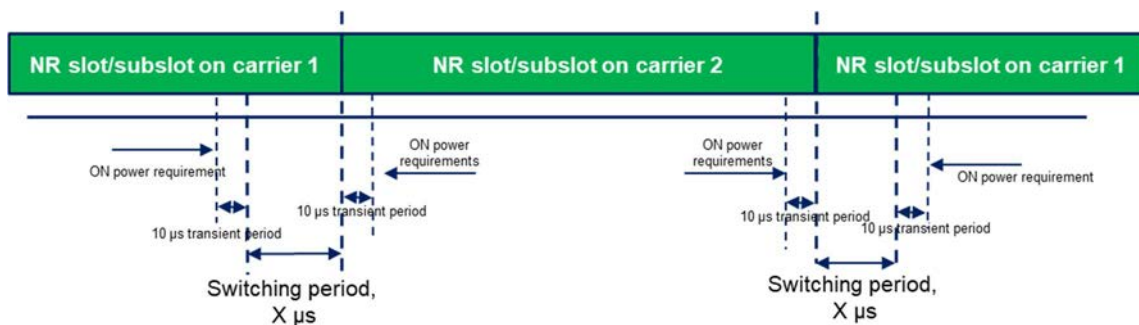 NR slot/subslot on carrier 1
NR slot/subslot on carrier 2
NR slot/subslot on carrier 1
ON power requirement
ON power
requirements
ON power
requirements
ON power requirement
10 µs transient period
10 µs transient period
10 µs transient period
10 µs transient period
Switching period,
X µs
Switching period,
X µs